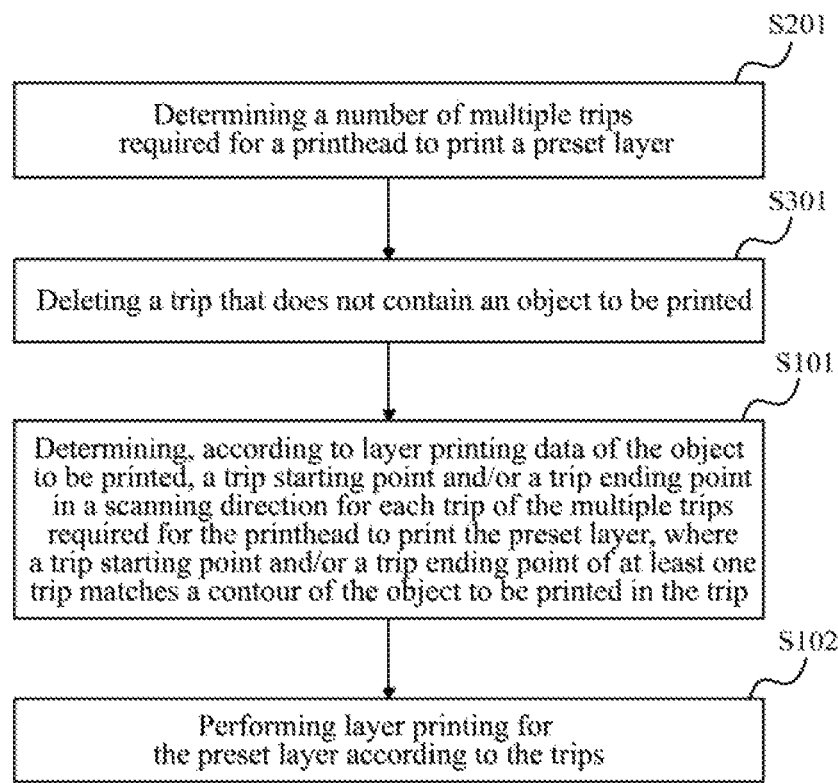 S201
Determining a number of multiple trips
required for a printhead to print a preset layer
S301
Deleting a trip that does not contain an object to be printed
S101
Determining, according to layer printing data of the object
to be printed, a trip starting point and/or a trip ending point
in a scanning direction for each trip of the multiple trips
required for the printhead to print the preset layer, where
a trip starting point and/or a trip ending point of at least one
trip matches a contour of the object to be printed in the trip
S102
Performing layer printing for
the preset layer according to the trips